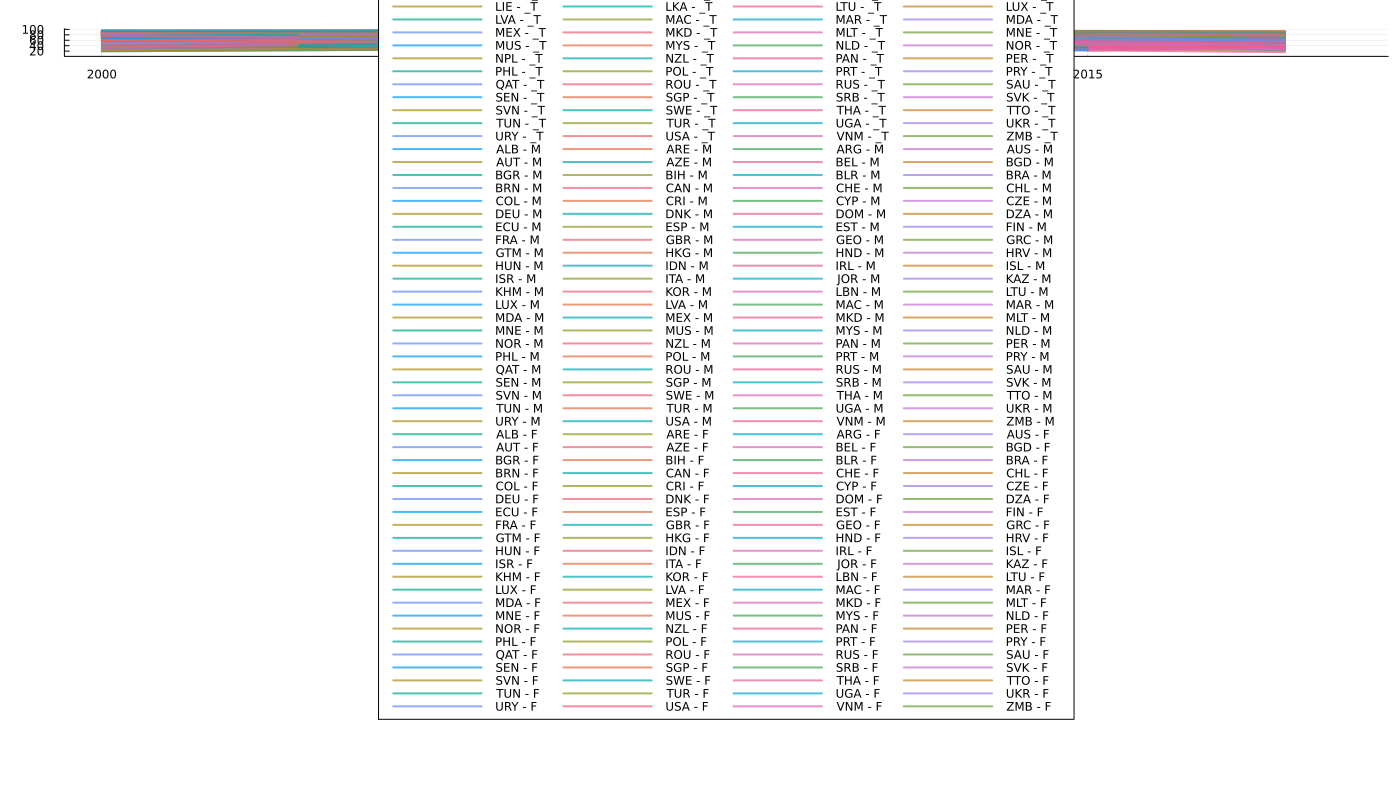 LIE - _T LKA - _T LTU - _T LUX - _T
LVA - _T MAC - _T MAR - _T MDA - _T
100
MEX - _T MKD - _T MLT - _T MNE - _T
80
60
MUS - _T MYS - _T NLD - _T NOR - _T
40
20
NPL - _T NZL - _T PAN - _T PER - _T
PHL - _T POL - _T PRT - _T PRY - _T
2000 2015
QAT - _T ROU - _T RUS - _T SAU - _T
SEN - _T SGP - _T SRB - _T SVK - _T
SVN - _T SWE - _T THA - _T TTO - _T
TUN - _T TUR - _T UGA - _T UKR - _T
URY - _T USA - _T VNM - _T ZMB - _T
ALB - M ARE - M ARG - M AUS - M
AUT - M AZE - M BEL - M BGD - M
BGR - M BIH - M BLR - M BRA - M
BRN - M CAN - M CHE - M CHL - M
COL - M CRI - M CYP - M CZE - M
DEU - M DNK - M DOM - M DZA - M
ECU - M ESP - M EST - M FIN - M
FRA - M GBR - M GEO - M GRC - M
GTM - M HKG - M HND - M HRV - M
HUN - M IDN - M IRL - M ISL - M
ISR - M ITA - M JOR - M KAZ - M
KHM - M KOR - M LBN - M LTU - M
LUX - M LVA - M MAC - M MAR - M
MDA - M MEX - M MKD - M MLT - M
MNE - M MUS - M MYS - M NLD - M
NOR - M NZL - M PAN - M PER - M
PHL - M POL - M PRT - M PRY - M
QAT - M ROU - M RUS - M SAU - M
SEN - M SGP - M SRB - M SVK - M
SVN - M SWE - M THA - M TTO - M
TUN - M TUR - M UGA - M UKR - M
URY - M USA - M VNM - M ZMB - M
ALB - F ARE - F ARG - F AUS - F
AUT - F AZE - F BEL - F BGD - F
BGR - F BIH - F BLR - F BRA - F
BRN - F CAN - F CHE - F CHL - F
COL - F CRI - F CYP - F CZE - F
DEU - F DNK - F DOM - F DZA - F
ECU - F ESP - F EST - F FIN - F
FRA - F GBR - F GEO - F GRC - F
GTM - F HKG - F HND - F HRV - F
HUN - F IDN - F IRL - F ISL - F
ISR - F ITA - F JOR - F KAZ - F
KHM - F KOR - F LBN - F LTU - F
LUX - F LVA - F MAC - F MAR - F
MDA - F MEX - F MKD - F MLT - F
MNE - F MUS - F MYS - F NLD - F
NOR - F NZL - F PAN - F PER - F
PHL - F POL - F PRT - F PRY - F
QAT - F ROU - F RUS - F SAU - F
SEN - F SGP - F SRB - F SVK - F
SVN - F SWE - F THA - F TTO - F
TUN - F TUR - F UGA - F UKR - F
URY - F USA - F VNM - F ZMB - F